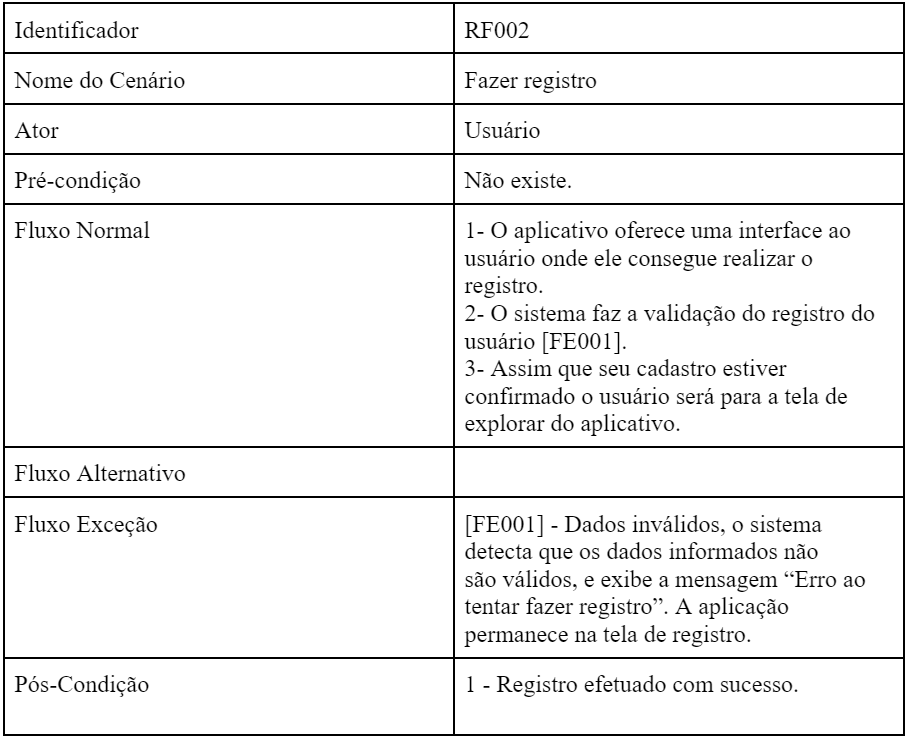 Identificador
RF002
Nome do Cenário
Fazer registro
Ator
Usuário
Pré-condição
Não existe.
Fluxo Normal
1- O aplicativo oferece uma interface ao
usuário onde ele consegue realizar o
registro.
2- O sistema faz a validação do registro do
usuário [FE001].
3- Assim que seu cadastro estiver
confirmado o usuário será para a tela de
explorar do aplicativo.
Fluxo Alternativo
Fluxo Exceção
[FE001] - Dados inválidos, o sistema
detecta que os dados informados não
são válidos, e exibe a mensagem “Erro ao
tentar fazer registro”. A aplicação
permanece na tela de registro.
Pós-Condição
1 - Registro efetuado com sucesso.